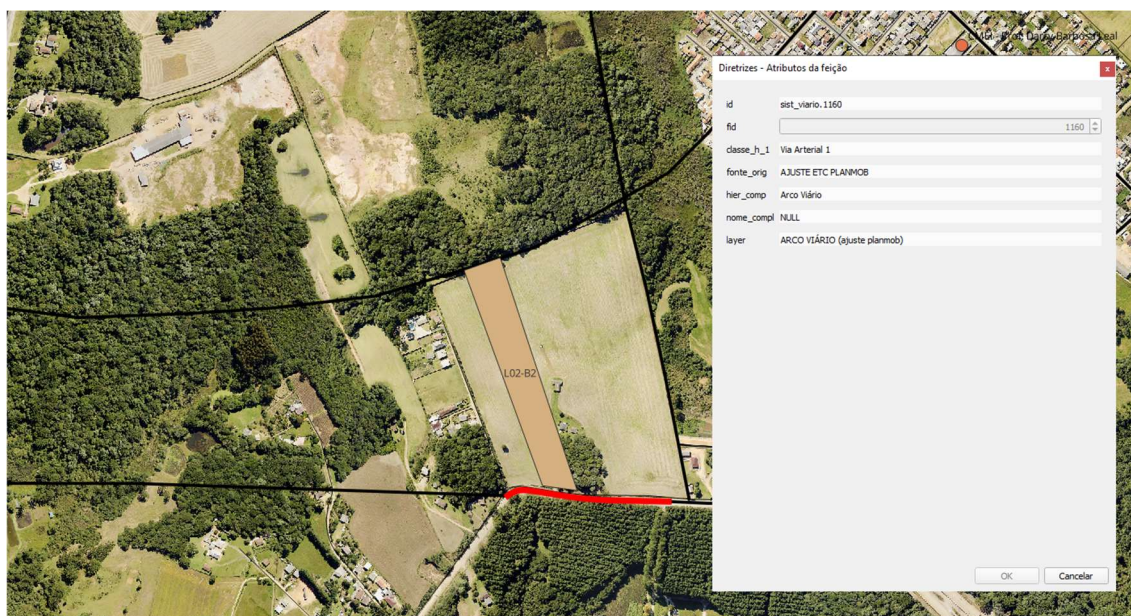 CMEI - Prof. Darcy Barbosa Leal
Diretrizes - Atributos da feição
x
id sist_viario.1160
fid 1160
classe_h_1 Via Arterial 1
fonte_orig AJUSTE ETC PLANMOB
hier_comp Arco Viário
nome_compl NULL
layer ARCO VIÁRIO (ajuste planmob)
L02-B2
OK Cancelar